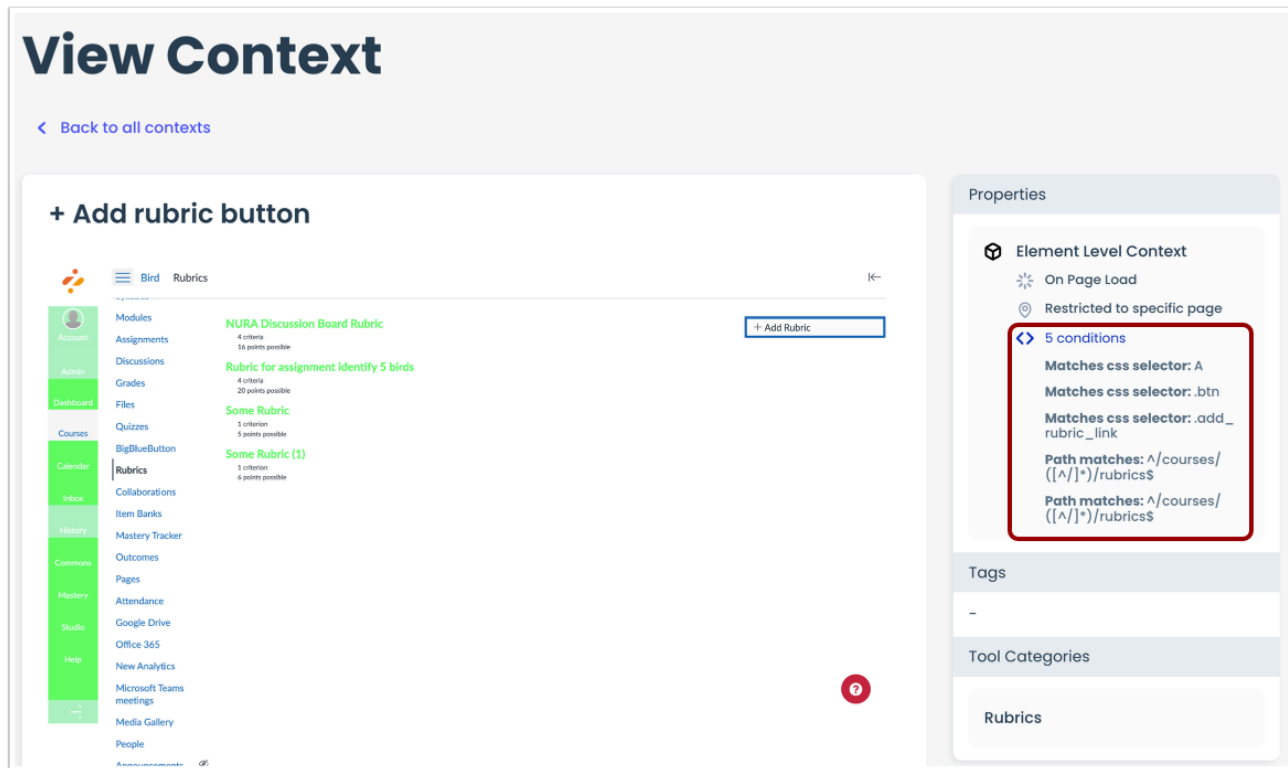 View Context
Back to all contexts
+ Add rubric button
Bird Rubrics
Account
Admin
Dashboard
Courses
Calendar
Inbox
History
Commons
Mastery
Studio
Help
Modules
Assignments
Discussions
Grades
Files
Quizzes
BigBlueButton
Rubrics
Collaborations
Item Banks
Mastery Tracker
Outcomes
Pages
Attendance
Google Drive
Office 365
New Analytics
Microsoft Teams
meetings
Media Gallery
People
Announcements
NURA Discussion Board Rubric
4 criteria
16 points possible
Rubric for assignment identify 5 birds
4 criteria
20 points possible
Some Rubric
1 criterion
5 points possible
Some Rubric (1)
1 criterion
6 points possible
+ Add Rubric
?
Properties
Element Level Context
On Page Load
Restricted to specific page
<> 5 conditions
Matches css selector: A
Matches css selector: .btn
Matches css selector: .add_
rubric_link
Path matches: ^/courses/
([^/]*)/rubrics$
Path matches: ^/courses/
([^/]*)/rubrics$
Tags
-
Tool Categories
Rubrics